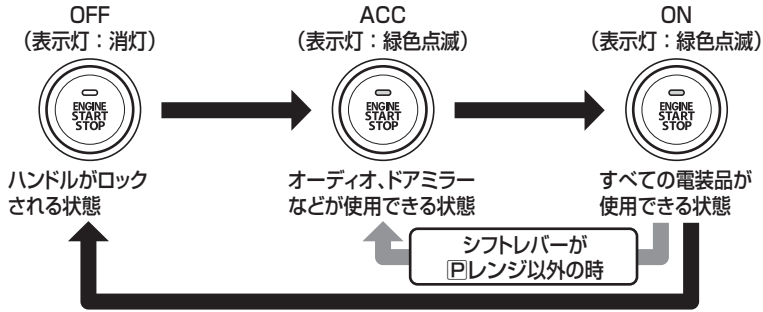 OFF
(表示灯：消灯)
ACC
(表示灯：緑色点滅)
ON
(表示灯：緑色点滅)
ENGINE
START
STOP
ENGINE
START
STOP
ENGINE
START
STOP
ハンドルがロック
される状態
オーディオ、ドアミラー
などが使用できる状態
すべての電装品が
使用できる状態
シフトレバーが
Pレンジ以外の時